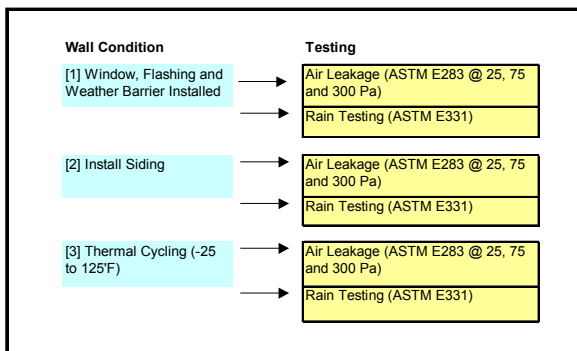 Wall Condition
Testing
[1] Window, Flashing and
Weather Barrier Installed
Air Leakage (ASTM E283 @ 25, 75
and 300 Pa)
Rain Testing (ASTM E331)
[2] Install Siding
Air Leakage (ASTM E283 @ 25, 75
and 300 Pa)
Rain Testing (ASTM E331)
[3] Thermal Cycling (-25
to 125'F)
Air Leakage (ASTM E283 @ 25, 75
and 300 Pa)
Rain Testing (ASTM E331)